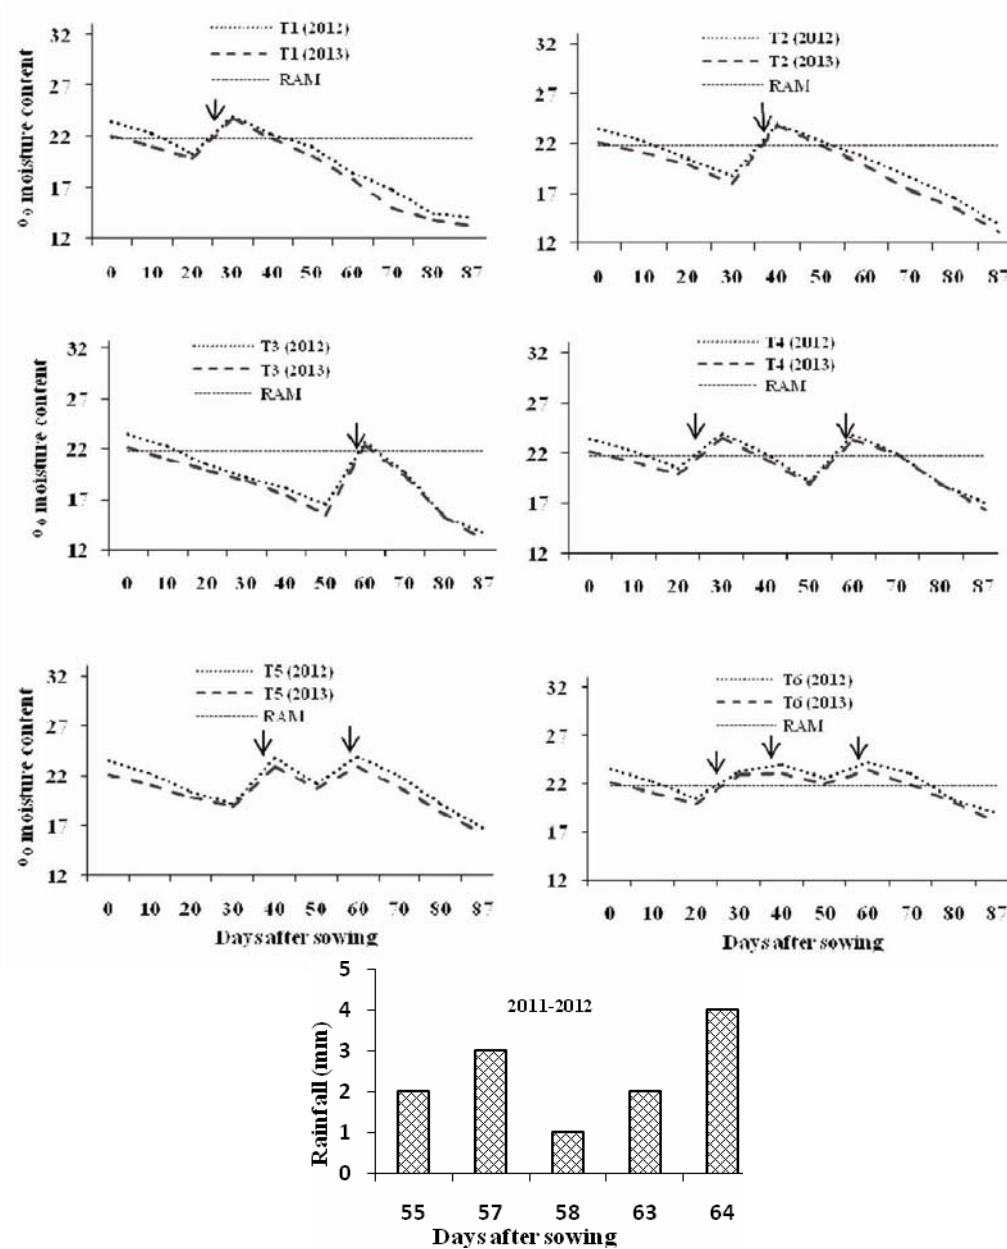 T1 (2012)
T1 (2013)
RAM
% moisture content
32
27
22
17
12
0 10 20 30 40 50 60 70 80 87
T2 (2012)
T2 (2013)
RAM
32
27
22
17
12
0 10 20 30 40 50 60 70 80 87
T3 (2012)
T3 (2013)
RAM
% moisture content
32
27
22
17
12
0 10 20 30 40 50 60 70 80 87
T4 (2012)
T4 (2013)
RAM
32
27
22
17
12
0 10 20 30 40 50 60 70 80 87
T5 (2012)
T5 (2013)
RAM
% moisture content
32
27
22
17
12
0 10 20 30 40 50 60 70 80 87
Days after sowing
T6 (2012)
T6 (2013)
RAM
32
27
22
17
12
0 10 20 30 40 50 60 70 80 87
Days after sowing
2011-2012
Rainfall (mm)
5
4
3
2
1
0
55 57 58 63 64
Days after sowing